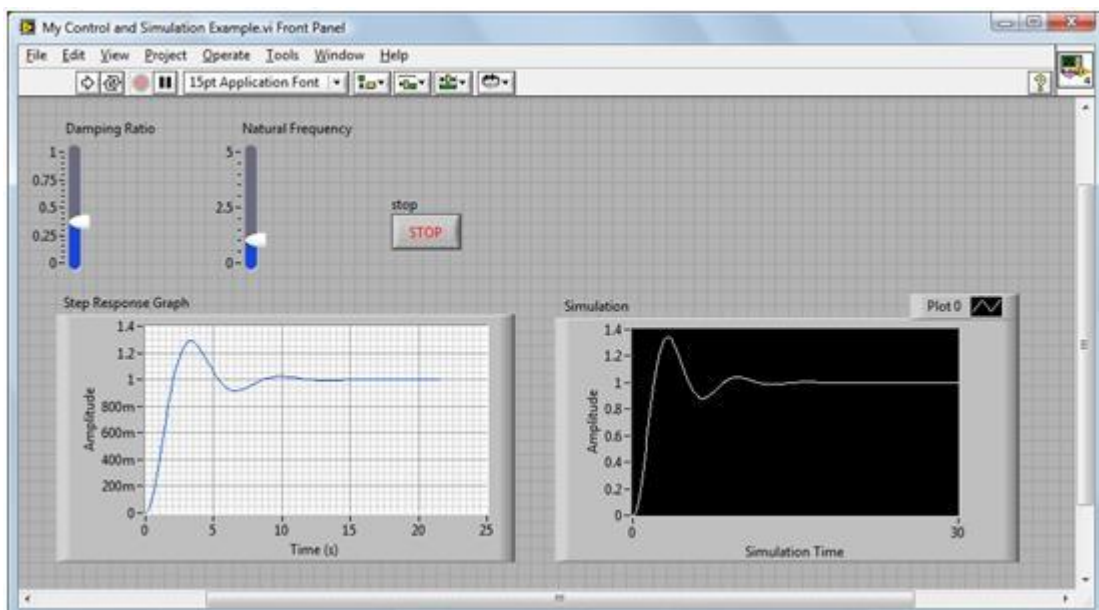 My Control and Simulation Example.vi Front Panel
File Edit View Project Operate Tools Window Help
15pt Application Font
4
Damping Ratio
1
0.75
0.5
0.25
0
Natural Frequency
5
2.5
0
stop
STOP
Step Response Graph
1.4
1.2
1
800m
600m
400m
200m
0
Amplitude
0 5 10 15 20 25
Time (s)
Simulation
Plot 0
1.4
1.2
1
0.8
0.6
0.4
0.2
0
Amplitude
0 30
Simulation Time